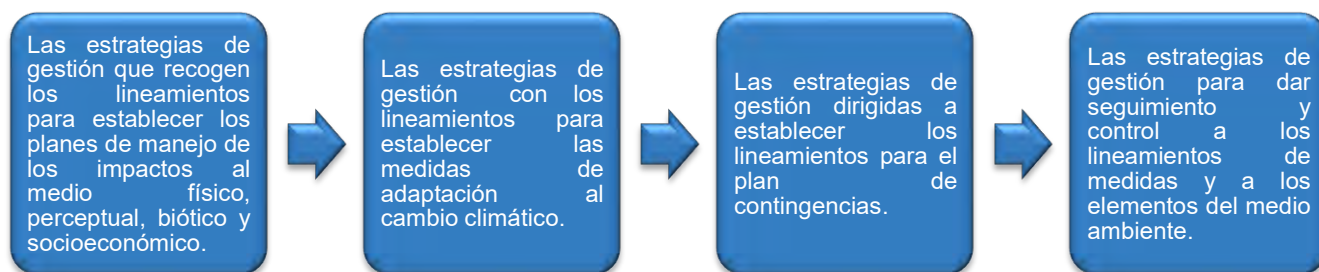 Las estrategias de
gestión que recogen
los lineamientos
para establecer los
planes de manejo de
los impactos al
medio físico,
perceptual, biótico y
socioeconómico.
Las estrategias de
gestión con los
lineamientos para
establecer las
medidas de
adaptación al
cambio climático.
Las estrategias de
gestión dirigidas a
establecer los
lineamientos para el
plan de
contingencias.
Las estrategias de
gestión para dar
seguimiento y
control a los
lineamientos de
medidas y a los
elementos del medio
ambiente.